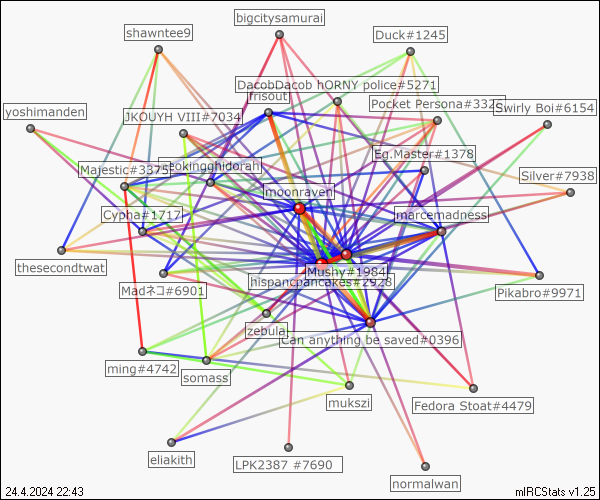 bigcitysamurai
shawntee9
Duck#1245
DacobDacob hORNY police#5271
frisout
Pocket Persona#332
Swirly Boi#6154
yoshimanden
JKOUYH VIII#7034
Eg.Master#1378
Majestic#3375
chokingghidorah
Silver#7938
moonraven
Cypha#1717
marcemadness
thesecondtwat
Mushy#1984
hispancpancakes#2928
Madネコ#6901
Pikabro#9971
zebula
Can anything be saved#0396
ming#4742
somass
mukszi
Fedora Stoat#4479
eliakith
LPK2387 #7690
normalwan
24.4.2024 22:43
mIRCStats v1.25